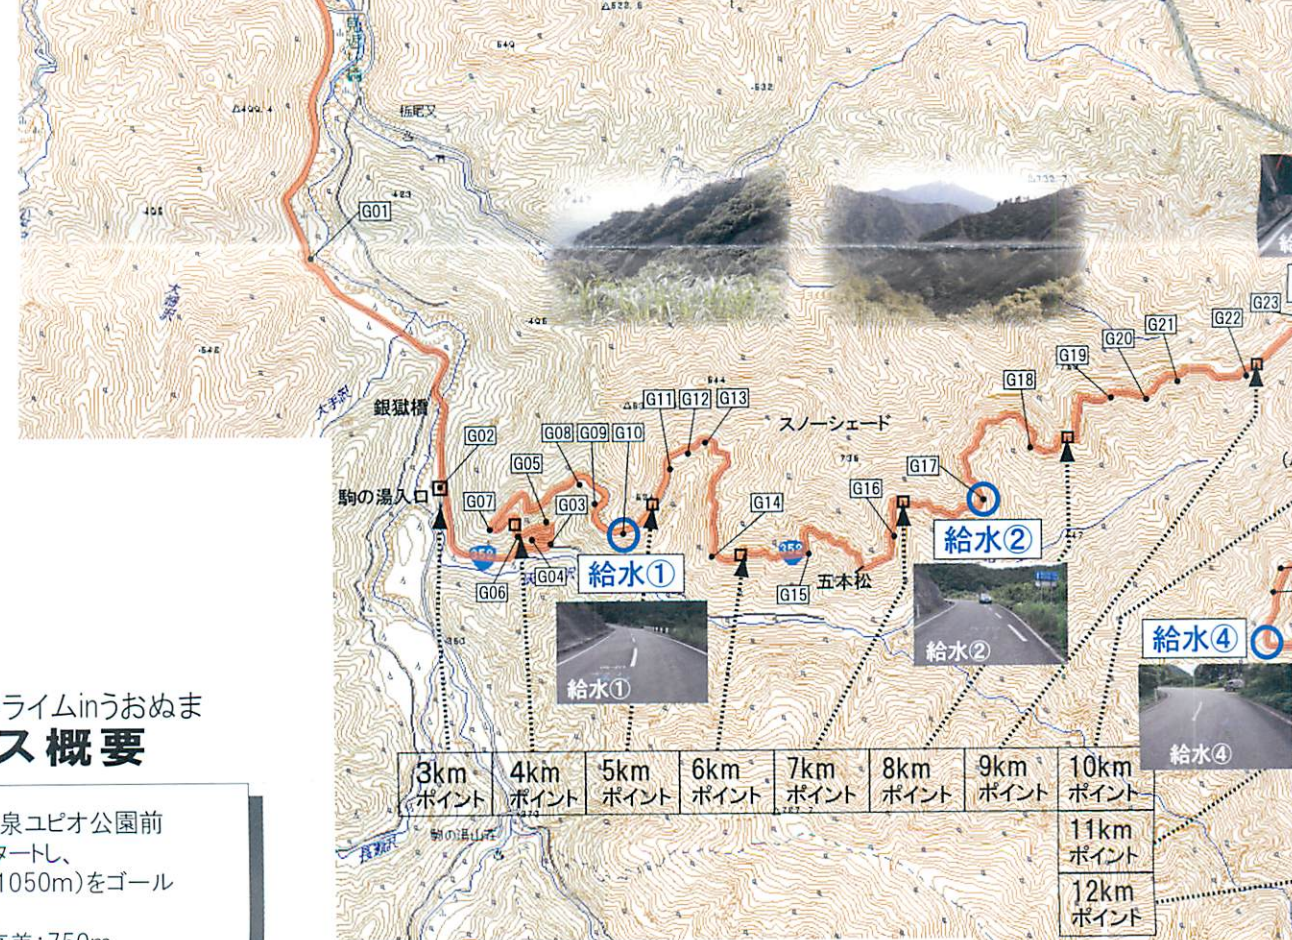 栃尾又
G01
銀獄橋
駒の湯入口
G02
G07
G05
G08
G09
G10
G03
G04
G06
G11
G12
G13
スノーシェード
G14
G15
五本松
G16
G17
G18
G19
G20
G21
G22
G23
352
352
給水①
給水①
給水②
給水②
給水④
給水④
3km
ポイント
4km
ポイント
5km
ポイント
6km
ポイント
7km
ポイント
8km
ポイント
9km
ポイント
10km
ポイント
11km
ポイント
12km
ポイント
駒の湯山荘
ライムinうおぬま
ス概要
泉ユピオ公園前
タートし、
1050m)をゴール